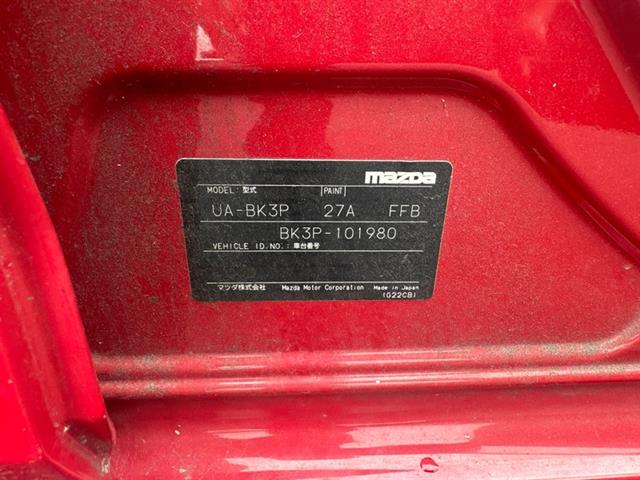 mazda
MODEL: 型式 PAINT
UA-BK3P 27A FFB
BK3P-101980
VEHICLE ID.NO.: 車台番号
マツダ株式会社 Mazda Motor Corporation Made in Japan
(G22CB)